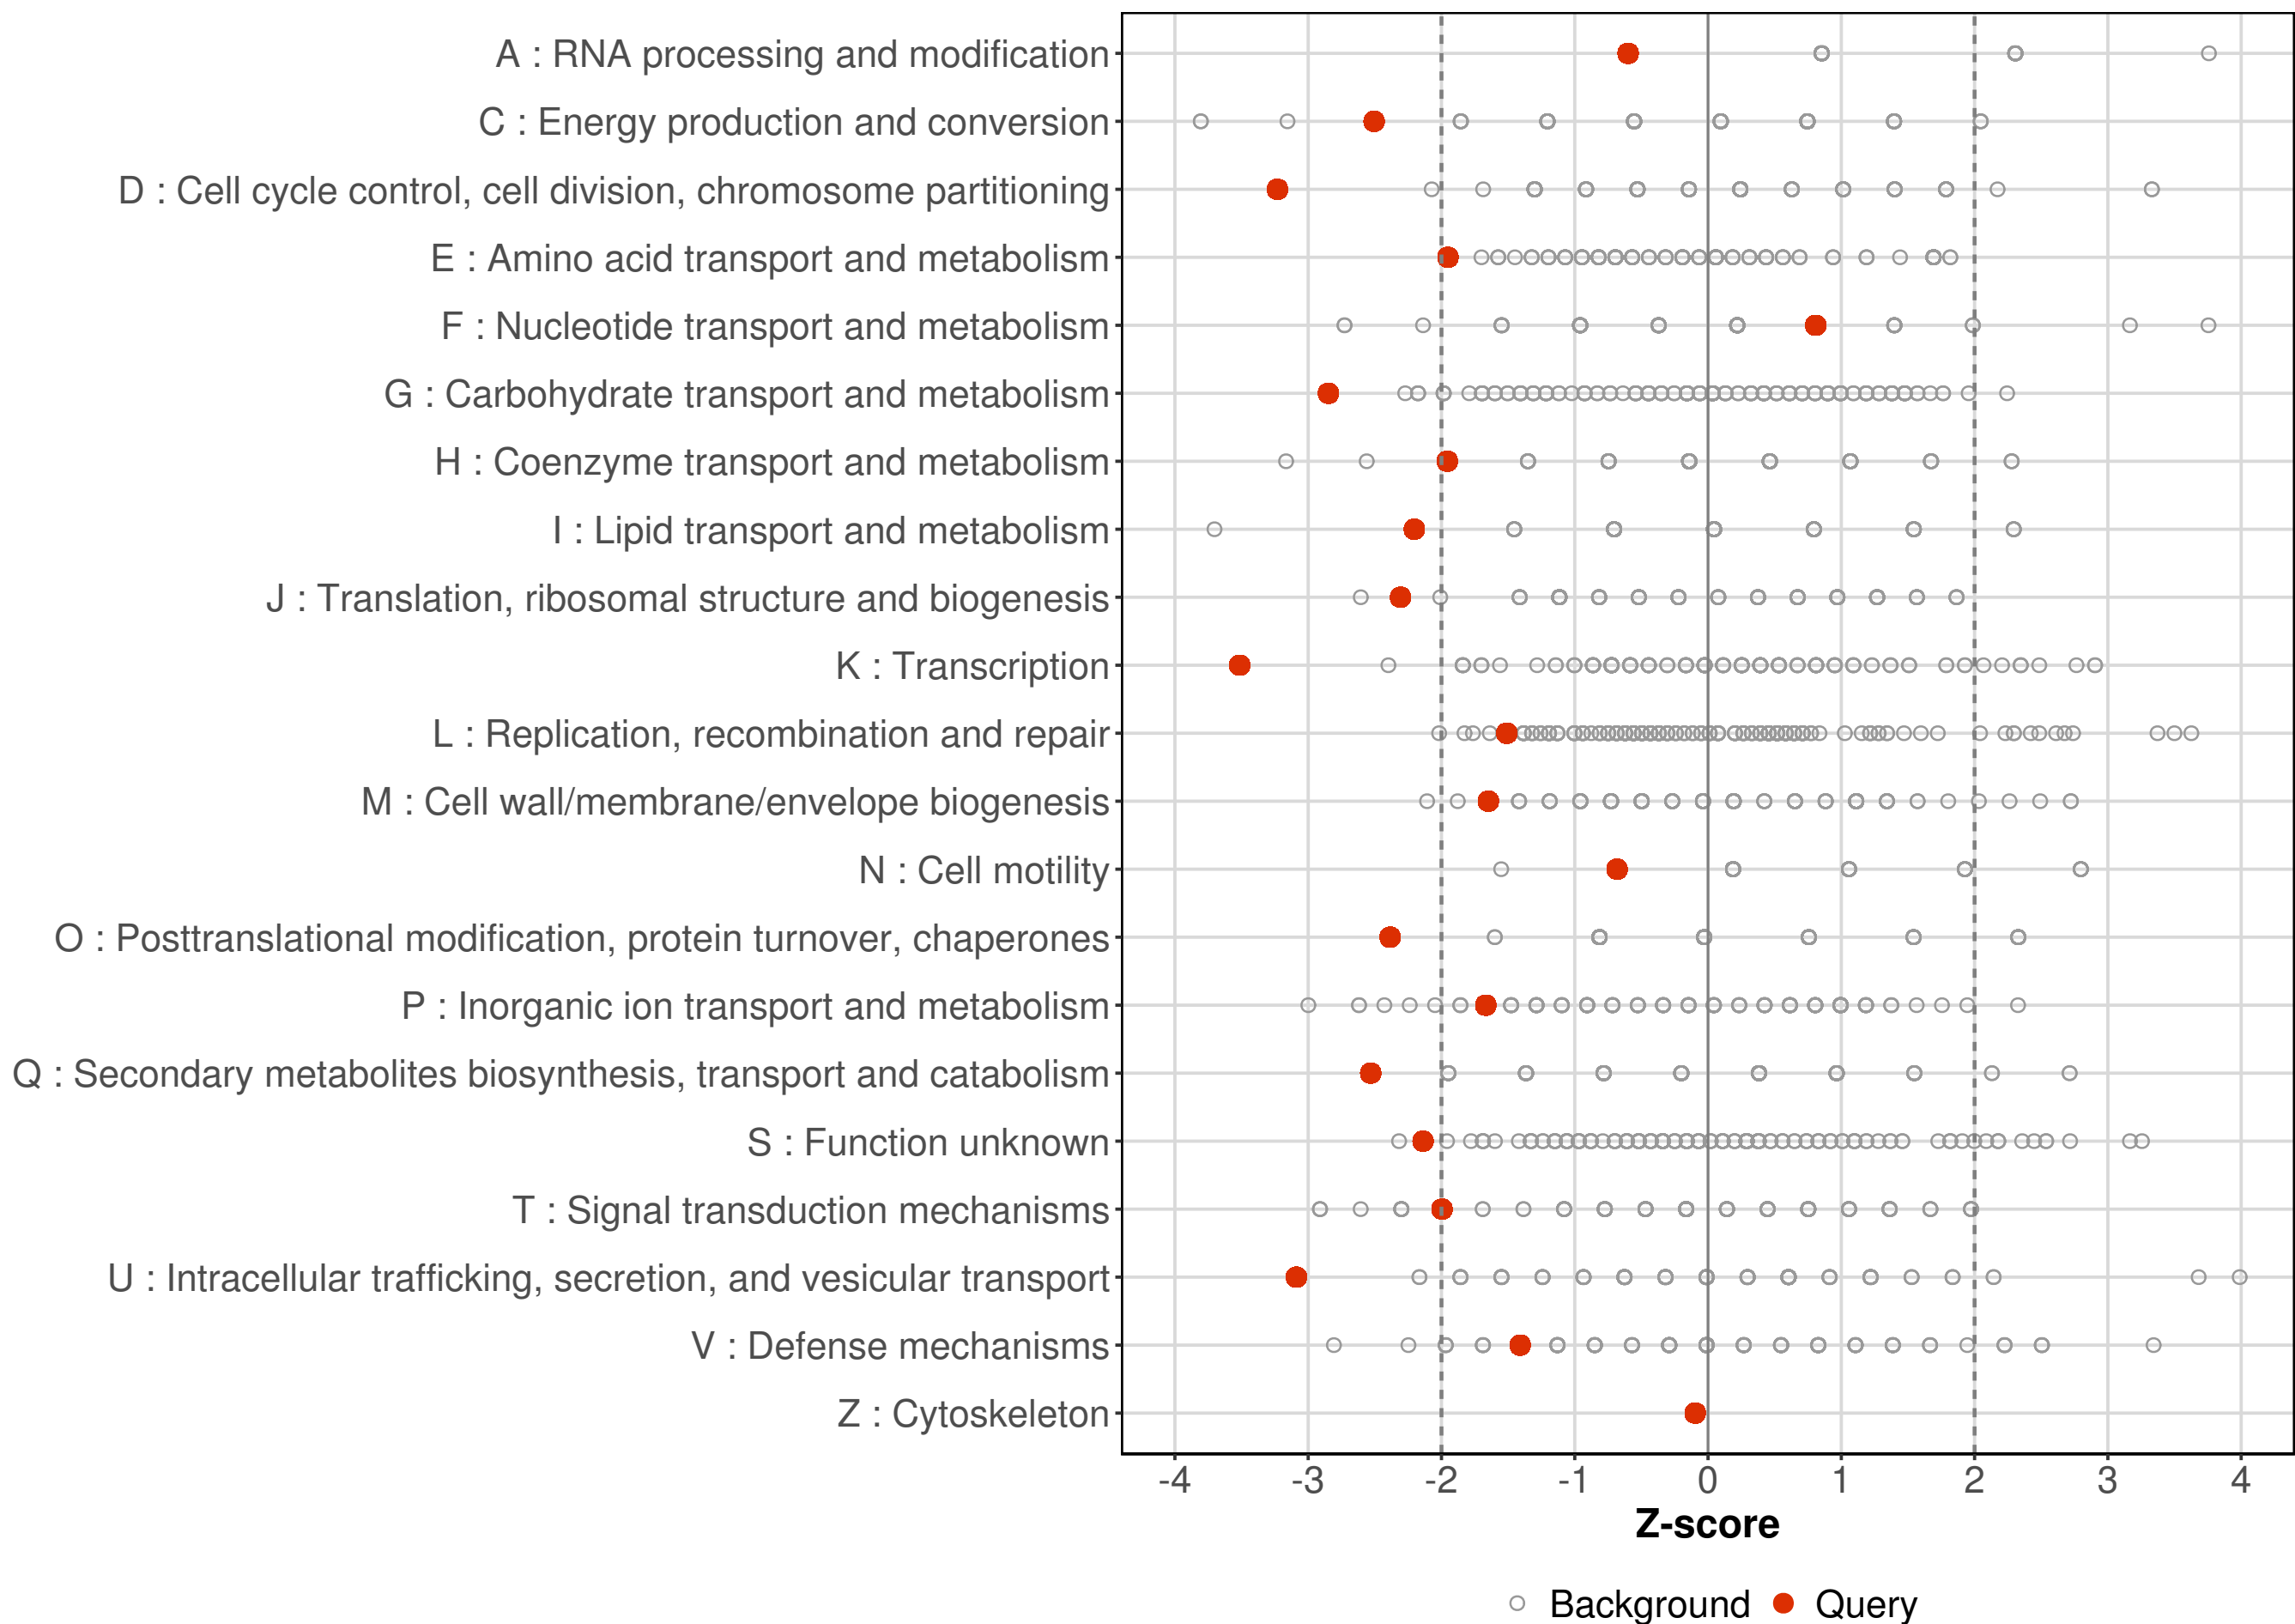 A : RNA processing and modification
C : Energy production and conversion
D : Cell cycle control, cell division, chromosome partitioning
E : Amino acid transport and metabolism
F : Nucleotide transport and metabolism
G : Carbohydrate transport and metabolism
H : Coenzyme transport and metabolism
I : Lipid transport and metabolism
J : Translation, ribosomal structure and biogenesis
K : Transcription
L : Replication, recombination and repair
M : Cell wall/membrane/envelope biogenesis
N : Cell motility
O : Posttranslational modification, protein turnover, chaperones
P : Inorganic ion transport and metabolism
Q : Secondary metabolites biosynthesis, transport and catabolism
S : Function unknown
T : Signal transduction mechanisms
U : Intracellular trafficking, secretion, and vesicular transport
V : Defense mechanisms
Z : Cytoskeleton
-4 -3 -2 -1 0 1 2 3 4
Z-score
Background Query